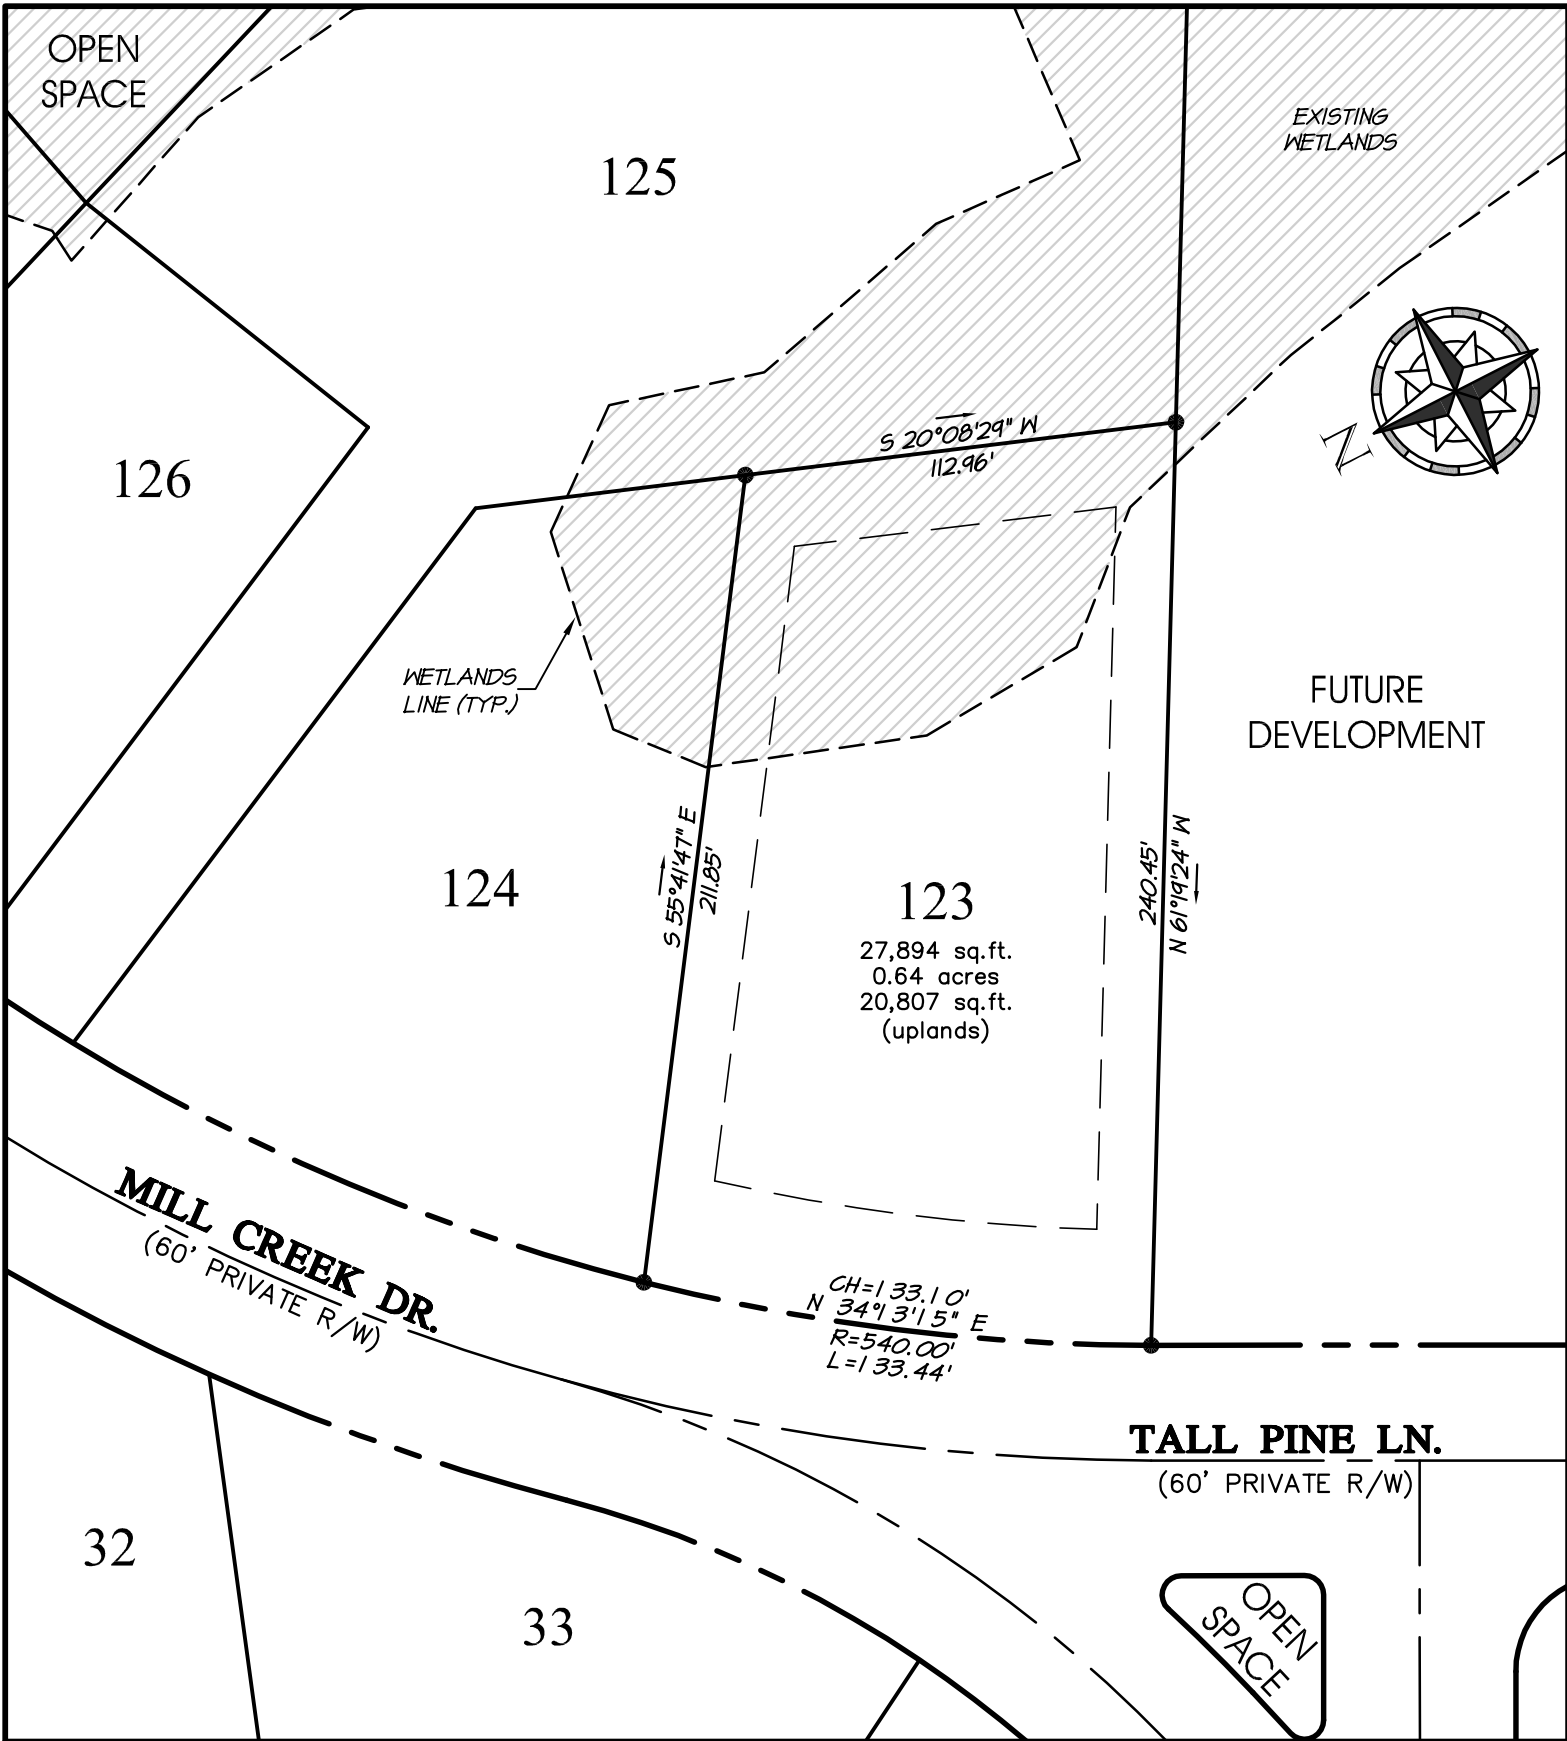 OPEN
SPACE
125
EXISTING
WETLANDS
N
126
S 20°08'29" W
112.96'
WETLANDS
LINE (TYP.)
FUTURE
DEVELOPMENT
124
S 55°41'47" E
211.85'
123
27,894 sq.ft.
0.64 acres
20,807 sq.ft.
(uplands)
240.45'
N 61°19'24" W
MILL CREEK DR.
(60' PRIVATE R/W)
CH=133.10'
N 34°13'15" E
R=540.00'
L=133.44'
TALL PINE LN.
(60' PRIVATE R/W)
32
33
OPEN
SPACE